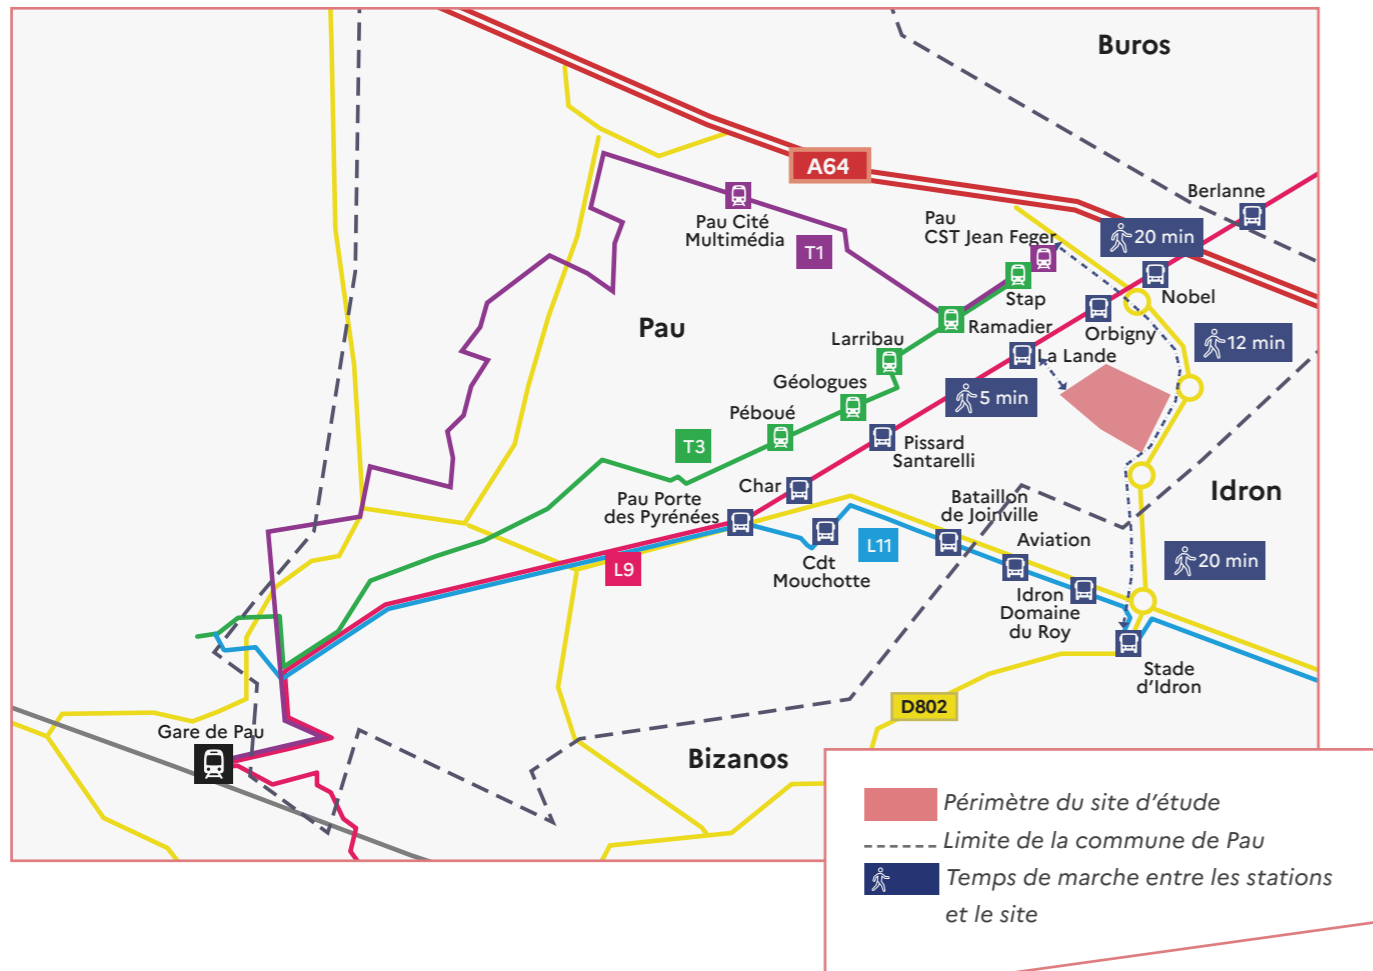 Buros
A64
Berlanne
Pau
CST Jean Feger
20 min
Pau Cité
Multimédia
T1
Stap
Nobel
Pau
Ramadier
Orbigny
Larribau
La Lande
12 min
Géologues
5 min
Péboué
T3
Pissard
Santarelli
Char
Idron
Pau Porte
des Pyrénées
Bataillon
de Joinville
L11
Aviation
L9
Cdt
Mouchotte
20 min
Idron
Domaine
du Roy
Stade
d'Idron
D802
Gare de Pau
Bizanos
Périmètre du site d'étude
Limite de la commune de Pau
Temps de marche entre les stations
et le site